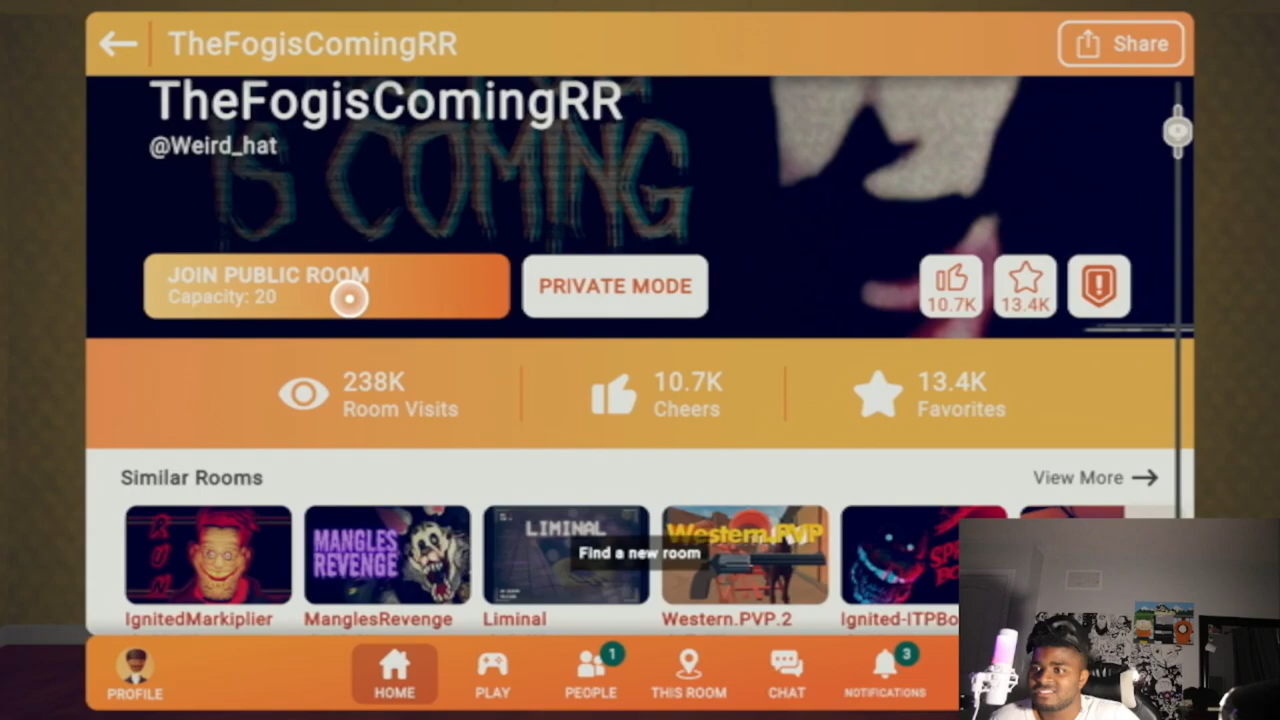 TheFogisComingRR
Share
TheFogisComingRR
@Weird_hat
IS COMING
JOIN PUBLIC ROOM
Capacity: 20
PRIVATE MODE
10.7K
13.4K
238K
Room Visits
10.7K
Cheers
13.4K
Favorites
Similar Rooms
View More
RUN
MANGLES
REVENGE
LIMINAL
Western.PVP
Find a new room
IgnitedMarkiplier
ManglesRevenge
Liminal
Western.PVP.2
Ignited-ITPBo
PROFILE
HOME
PLAY
1
PEOPLE
THIS ROOM
CHAT
3
NOTIFICATIONS